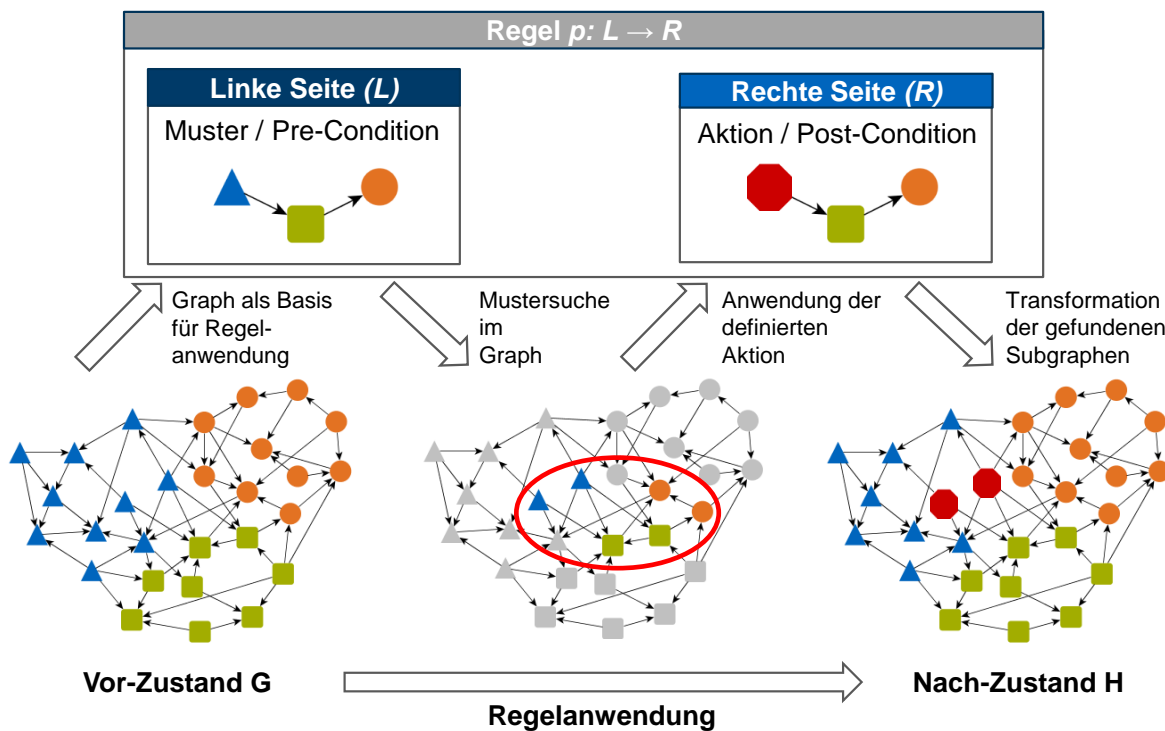 Regel p: L → R
Linke Seite (L)
Muster / Pre-Condition
Rechte Seite (R)
Aktion / Post-Condition
Graph als Basis
für Regel-
anwendung
Mustersuche
im
Graph
Anwendung der
definierten
Aktion
Transformation
der gefundenen
Subgraphen
Vor-Zustand G
Nach-Zustand H
Regelanwendung